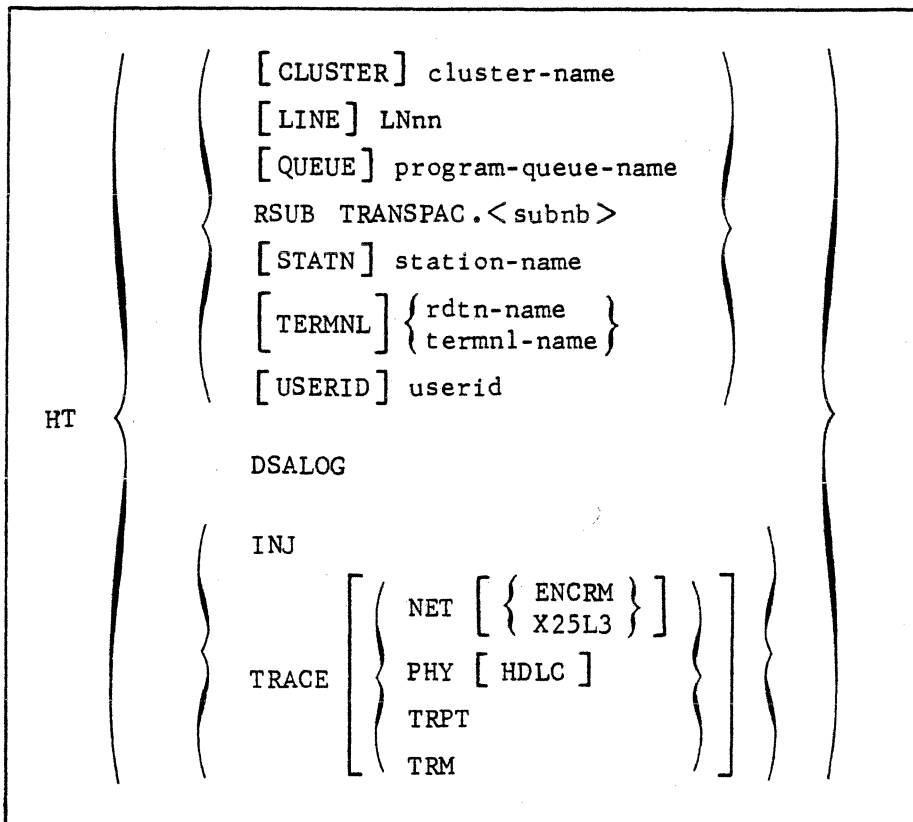 [CLUSTER] cluster-name
[LINE] LNnn
[QUEUE] program-queue-name
RSUB TRANSPAC.<subnb>
[STATN] station-name
[TERMNL] { rdtn-name
termnl-name }
[USERID] userid
HT
DSALOG
INJ
NET [ { ENCRM
X25L3 } ]
TRACE
PHY [ HDLC ]
TRPT
TRM